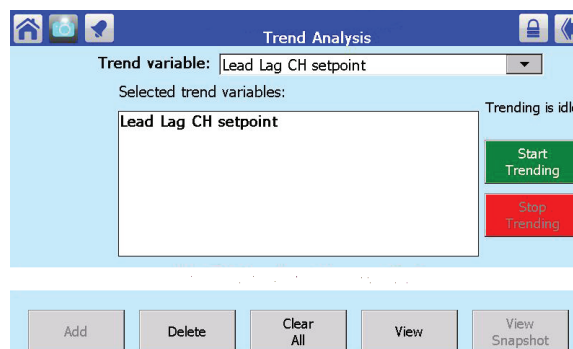 Trend Analysis
Trend variable: Lead Lag CH setpoint
Selected trend variables:
Lead Lag CH setpoint
Trending is
Start
Trending
Stop
Trending
Add
Delete
Clear
All
View
View
Snapshot